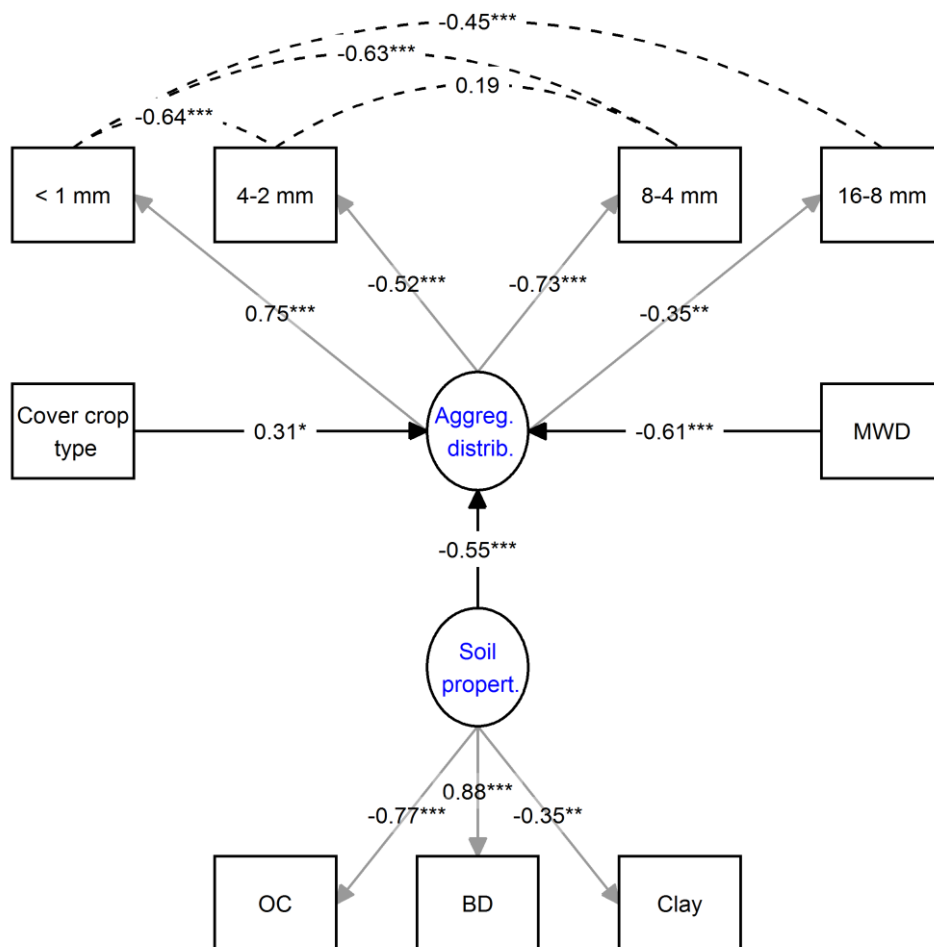 -0.45***
-0.63***
0.19
-0.64***
< 1 mm
4-2 mm
8-4 mm
16-8 mm
-0.52***
-0.73***
0.75***
-0.35**
Cover crop
type
0.31*
Aggreg.
distrib.
-0.61***
MWD
-0.55***
Soil
propert.
0.88***
-0.77***
-0.35**
OC
BD
Clay